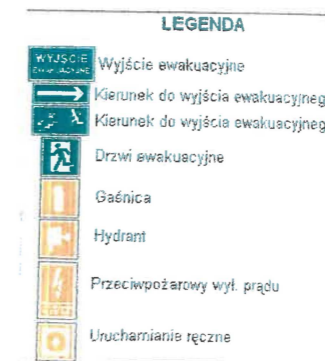 LEGENDA
WYJŚCIE
EWAKUACYJNE
Wyjście ewakuacyjne
Kierunek do wyjścia ewakuacyjneg
Kierunek do wyjścia ewakuacyjneg
Drzwi ewakuacyjne
Gaśnica
Hydrant
Przeciwpożarowy wył. prądu
Uruchamianie ręczne